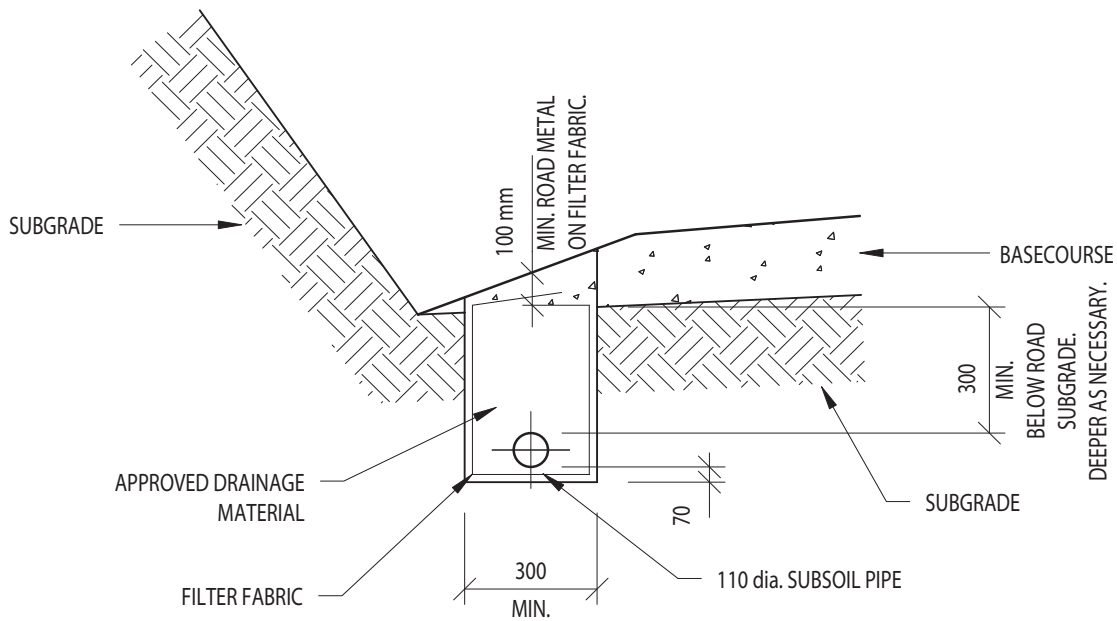 100 mm
MIN. ROAD METAL
ON FILTER FABRIC.
SUBGRADE
BASECOURSE
300
MIN.
BELOW ROAD
SUBGRADE.
DEEPER AS NECESSARY.
APPROVED DRAINAGE
MATERIAL
SUBGRADE
70
FILTER FABRIC
300
MIN.
110 dia. SUBSOIL PIPE